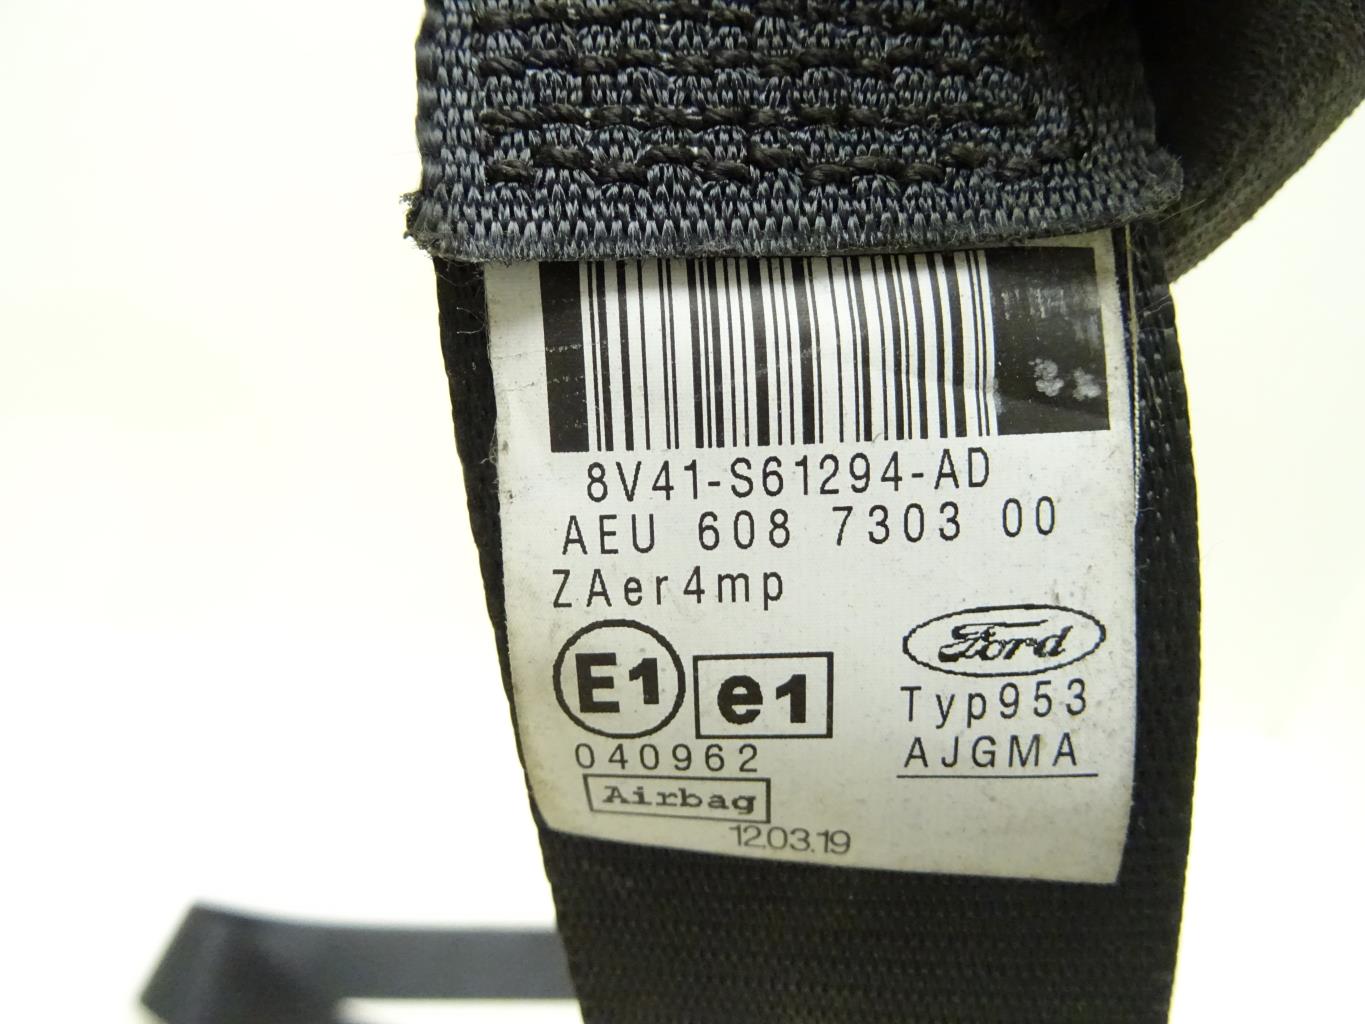 8V41-S61294-AD
AEU 608 7303 00
ZAer4mp
E1 e1
Ford
Typ953
040962
AJGMA
Airbag
12.03.19